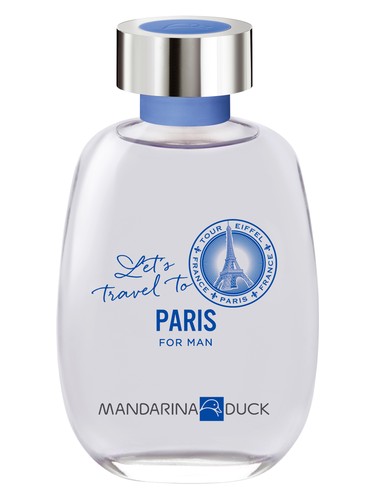 Let's
travel to
TOUR EIFFEL
FRANCE
PARIS
FRANCE
PARIS
FOR MAN
MANDARINA DUCK